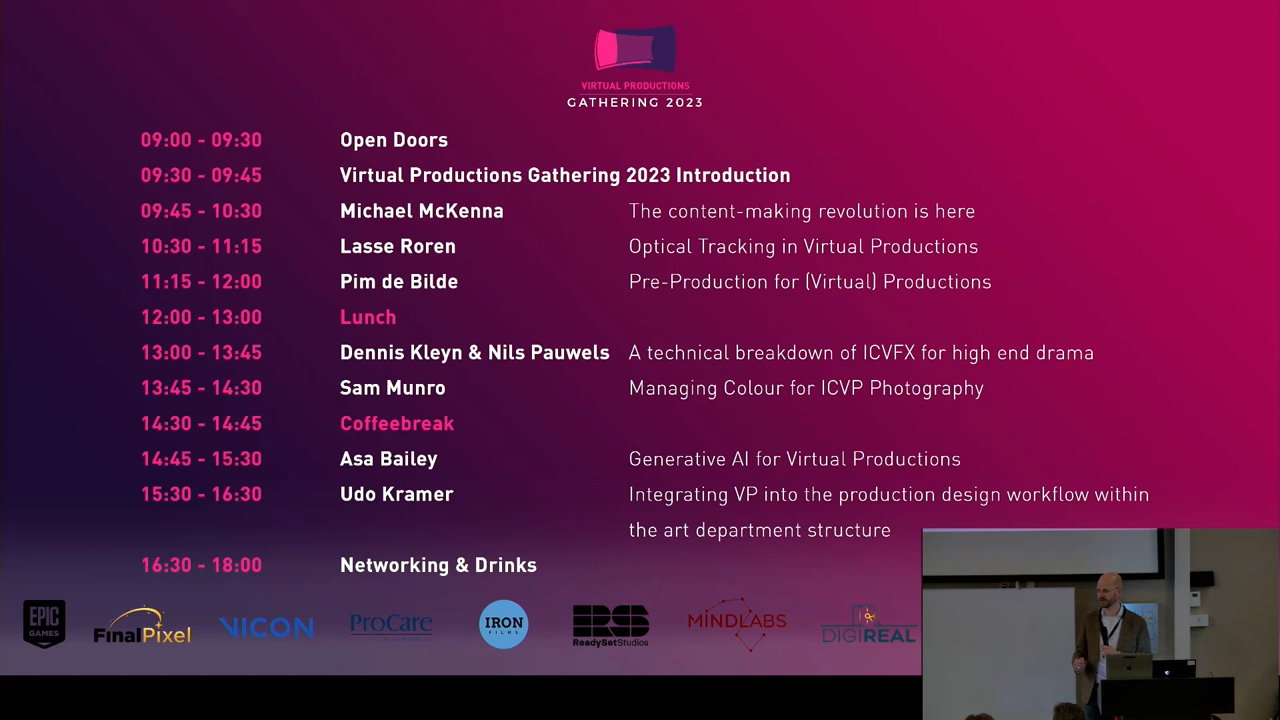 VIRTUAL PRODUCTIONS
GATHERING 2023
09:00 - 09:30 Open Doors
09:30 - 09:45 Virtual Productions Gathering 2023 Introduction
09:45 - 10:30 Michael McKenna The content-making revolution is here
10:30 - 11:15 Lasse Roren Optical Tracking in Virtual Productions
11:15 - 12:00 Pim de Bilde Pre-Production for (Virtual) Productions
12:00 - 13:00 Lunch
13:00 - 13:45 Dennis Kleyn & Nils Pauwels A technical breakdown of ICVFX for high end drama
13:45 - 14:30 Sam Munro Managing Colour for ICVP Photography
14:30 - 14:45 Coffeebreak
14:45 - 15:30 Asa Bailey Generative AI for Virtual Productions
15:30 - 16:30 Udo Kramer Integrating VP into the production design workflow within
the art department structure
16:30 - 18:00 Networking & Drinks
EPIC GAMES FinalPixel VICON ProCare IRON FILMS RS ReadySetStudios MINDLABS DIGIREAL